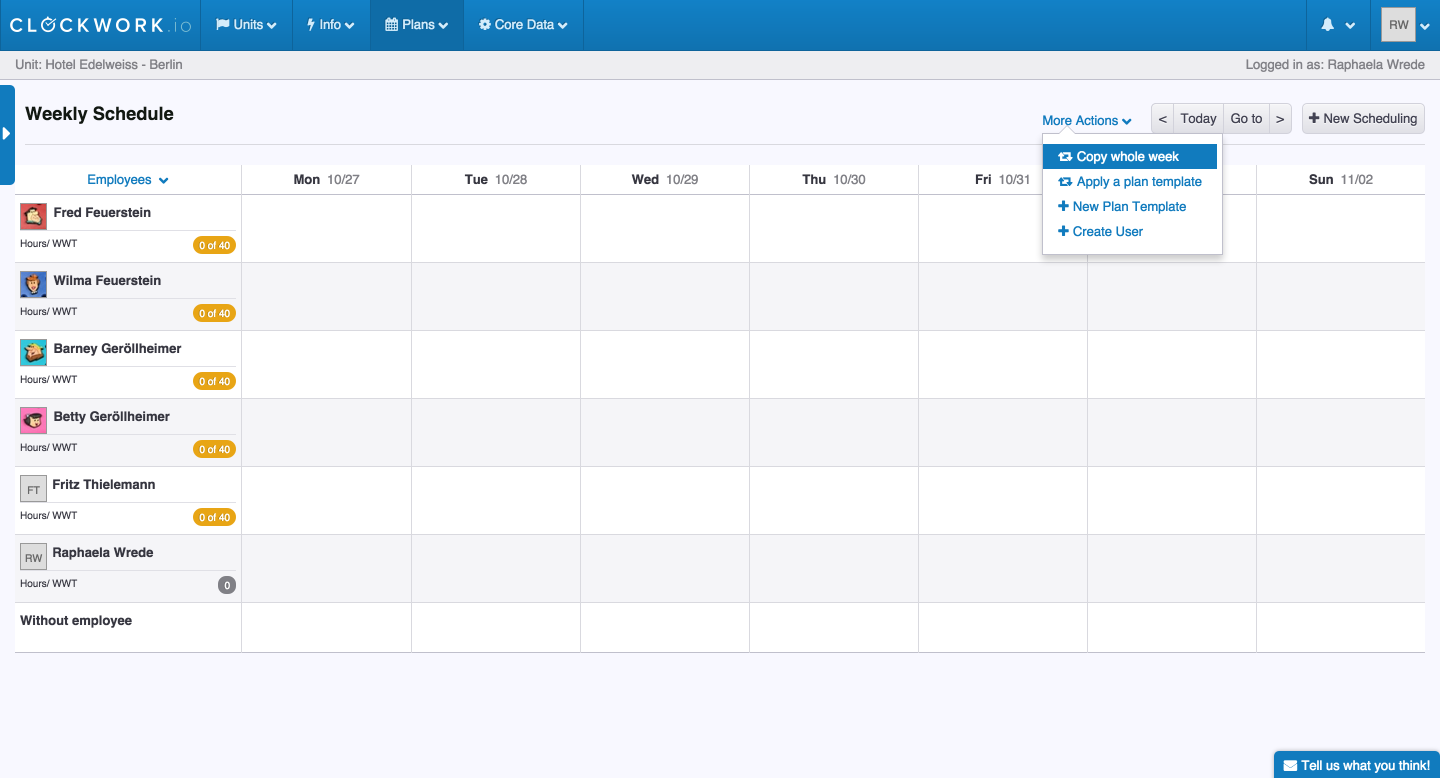 CLOCKWORK.io Units Info Plans Core Data RW
Unit: Hotel Edelweiss - Berlin Logged in as: Raphaela Wrede
Weekly Schedule
More Actions < Today Go to > New Scheduling
Copy whole week
Apply a plan template
New Plan Template
Create User
Employees Mon 10/27 Tue 10/28 Wed 10/29 Thu 10/30 Fri 10/31 Sun 11/02
Fred Feuerstein
Hours/ WWT 0 of 40
Wilma Feuerstein
Hours/ WWT 0 of 40
Barney Geröllheimer
Hours/ WWT 0 of 40
Betty Geröllheimer
Hours/ WWT 0 of 40
FT Fritz Thielemann
Hours/ WWT 0 of 40
RW Raphaela Wrede
Hours/ WWT 0
Without employee
Tell us what you think!